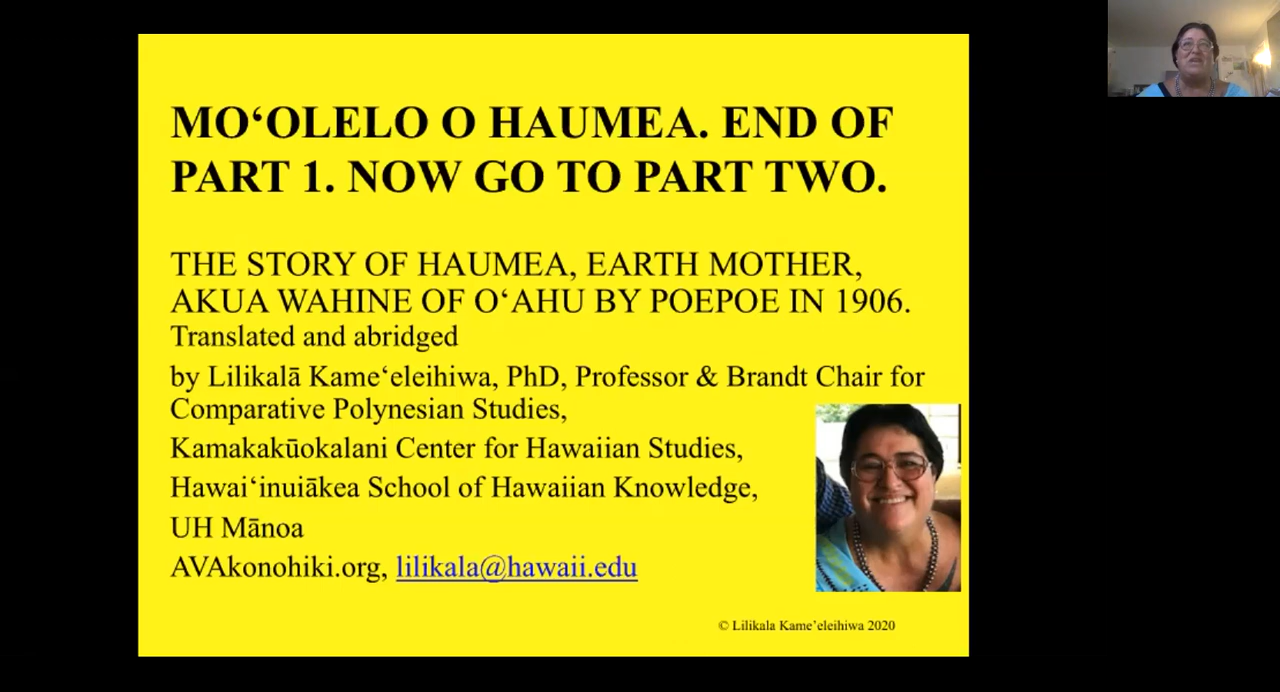 MOʻOLELO O HAUMEA. END OF
PART 1. NOW GO TO PART TWO.
THE STORY OF HAUMEA, EARTH MOTHER,
AKUA WAHINE OF OʻAHU BY POEPOE IN 1906.
Translated and abridged
by Lilikalā Kameʻeleihiwa, PhD, Professor & Brandt Chair for
Comparative Polynesian Studies,
Kamakakūokalani Center for Hawaiian Studies,
Hawaiʻinuiākea School of Hawaiian Knowledge,
UH Mānoa
AVAkonohiki.org, lilikala@hawaii.edu
© Lilikala Kame’eleihiwa 2020